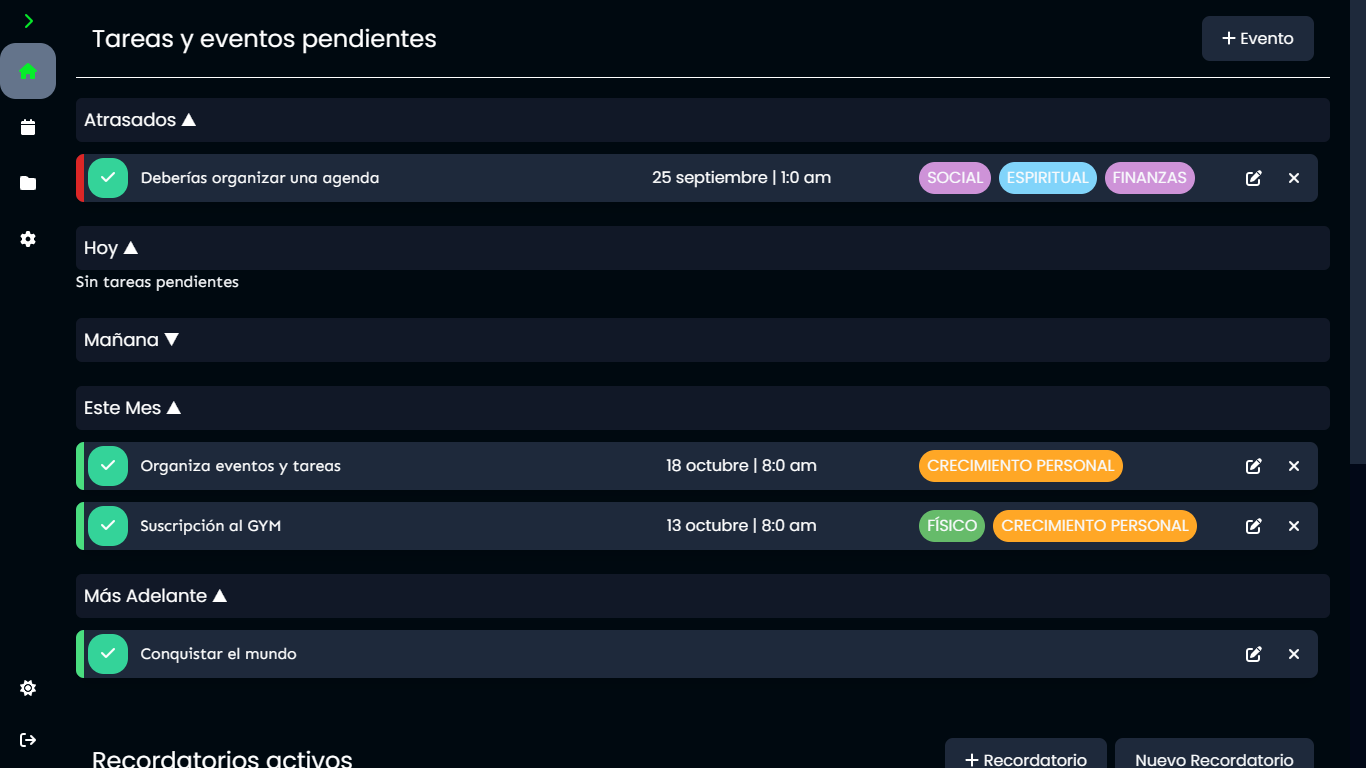 Tareas y eventos pendientes
+ Evento
Atrasados ▲
Deberías organizar una agenda 25 septiembre | 1:0 am SOCIAL ESPIRITUAL FINANZAS
Hoy ▲
Sin tareas pendientes
Mañana ▼
Este Mes ▲
Organiza eventos y tareas 18 octubre | 8:0 am CRECIMIENTO PERSONAL
Suscripción al GYM 13 octubre | 8:0 am FÍSICO CRECIMIENTO PERSONAL
Más Adelante ▲
Conquistar el mundo
Recordatorios activos
+ Recordatorio Nuevo Recordatorio